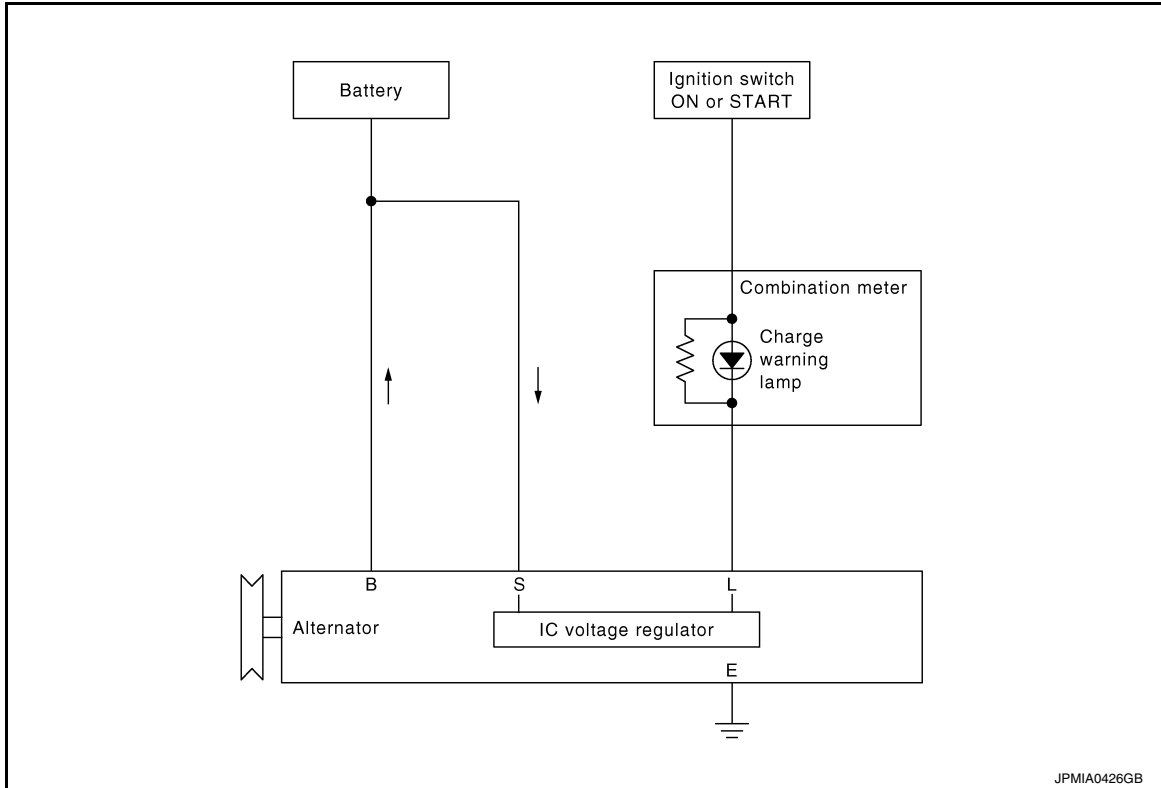 Battery
Ignition switch
ON or START
Combination meter
Charge
warning
lamp
B
S
L
Alternator
IC voltage regulator
E
JPMIA0426GB